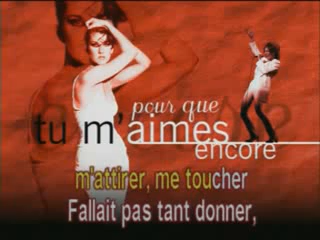 pour que
tu m'aimes
encore
m'attirer, me toucher
Fallait pas tant donner,